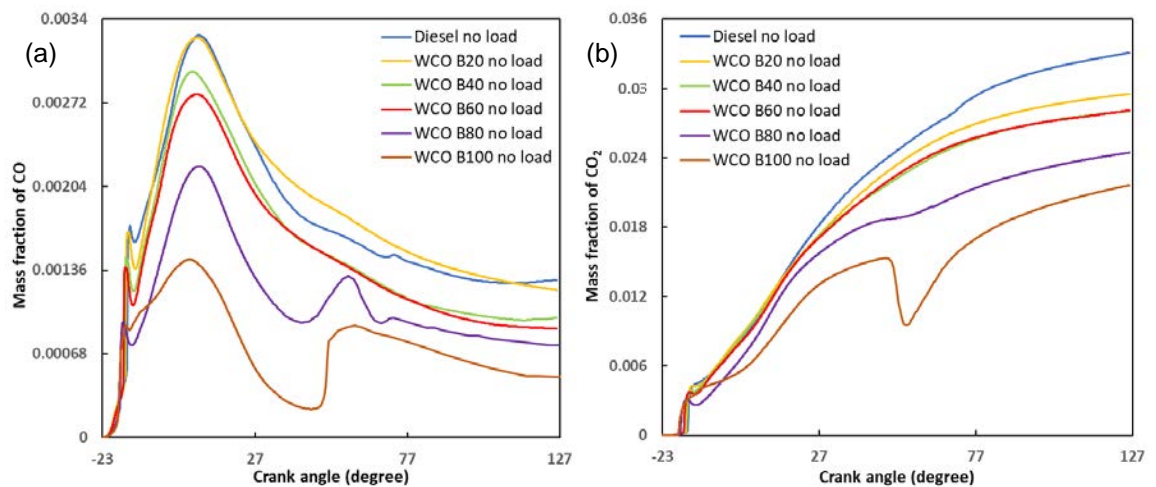 (a)
Mass fraction of CO
0.0034
0.00272
0.00204
0.00136
0.00068
0
-23
27
77
127
Crank angle (degree)
Diesel no load
WCO B20 no load
WCO B40 no load
WCO B60 no load
WCO B80 no load
WCO B100 no load
(b)
Mass fraction of CO₂
0.036
0.03
0.024
0.018
0.012
0.006
0
-23
27
77
127
Crank angle (degree)
Diesel no load
WCO B20 no load
WCO B40 no load
WCO B60 no load
WCO B80 no load
WCO B100 no load